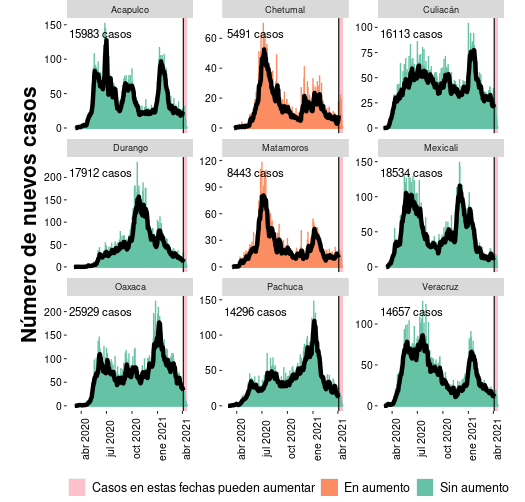 Número de nuevos casos
Acapulco
15983 casos
150
100
50
0
Chetumal
5491 casos
60
40
20
0
Culiacán
16113 casos
100
75
50
25
0
Durango
17912 casos
200
150
100
50
0
Matamoros
8443 casos
120
90
60
30
0
Mexicali
18534 casos
150
100
50
0
Oaxaca
25929 casos
200
150
100
50
0
Pachuca
14296 casos
150
100
50
0
Veracruz
14657 casos
100
50
0
abr 2020
jul 2020
oct 2020
ene 2021
abr 2021
abr 2020
jul 2020
oct 2020
ene 2021
abr 2021
abr 2020
jul 2020
oct 2020
ene 2021
abr 2021
Casos en estas fechas pueden aumentar
En aumento
Sin aumento